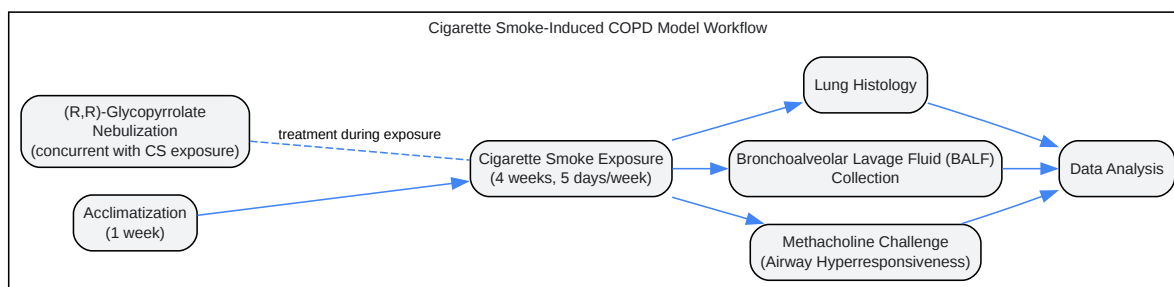 Cigarette Smoke-Induced COPD Model Workflow
(R,R)-Glycopyrrolate
Nebulization
(concurrent with CS exposure)
treatment during exposure
Acclimatization
(1 week)
Cigarette Smoke Exposure
(4 weeks, 5 days/week)
Lung Histology
Bronchoalveolar Lavage Fluid (BALF)
Collection
Methacholine Challenge
(Airway Hyperresponsiveness)
Data Analysis